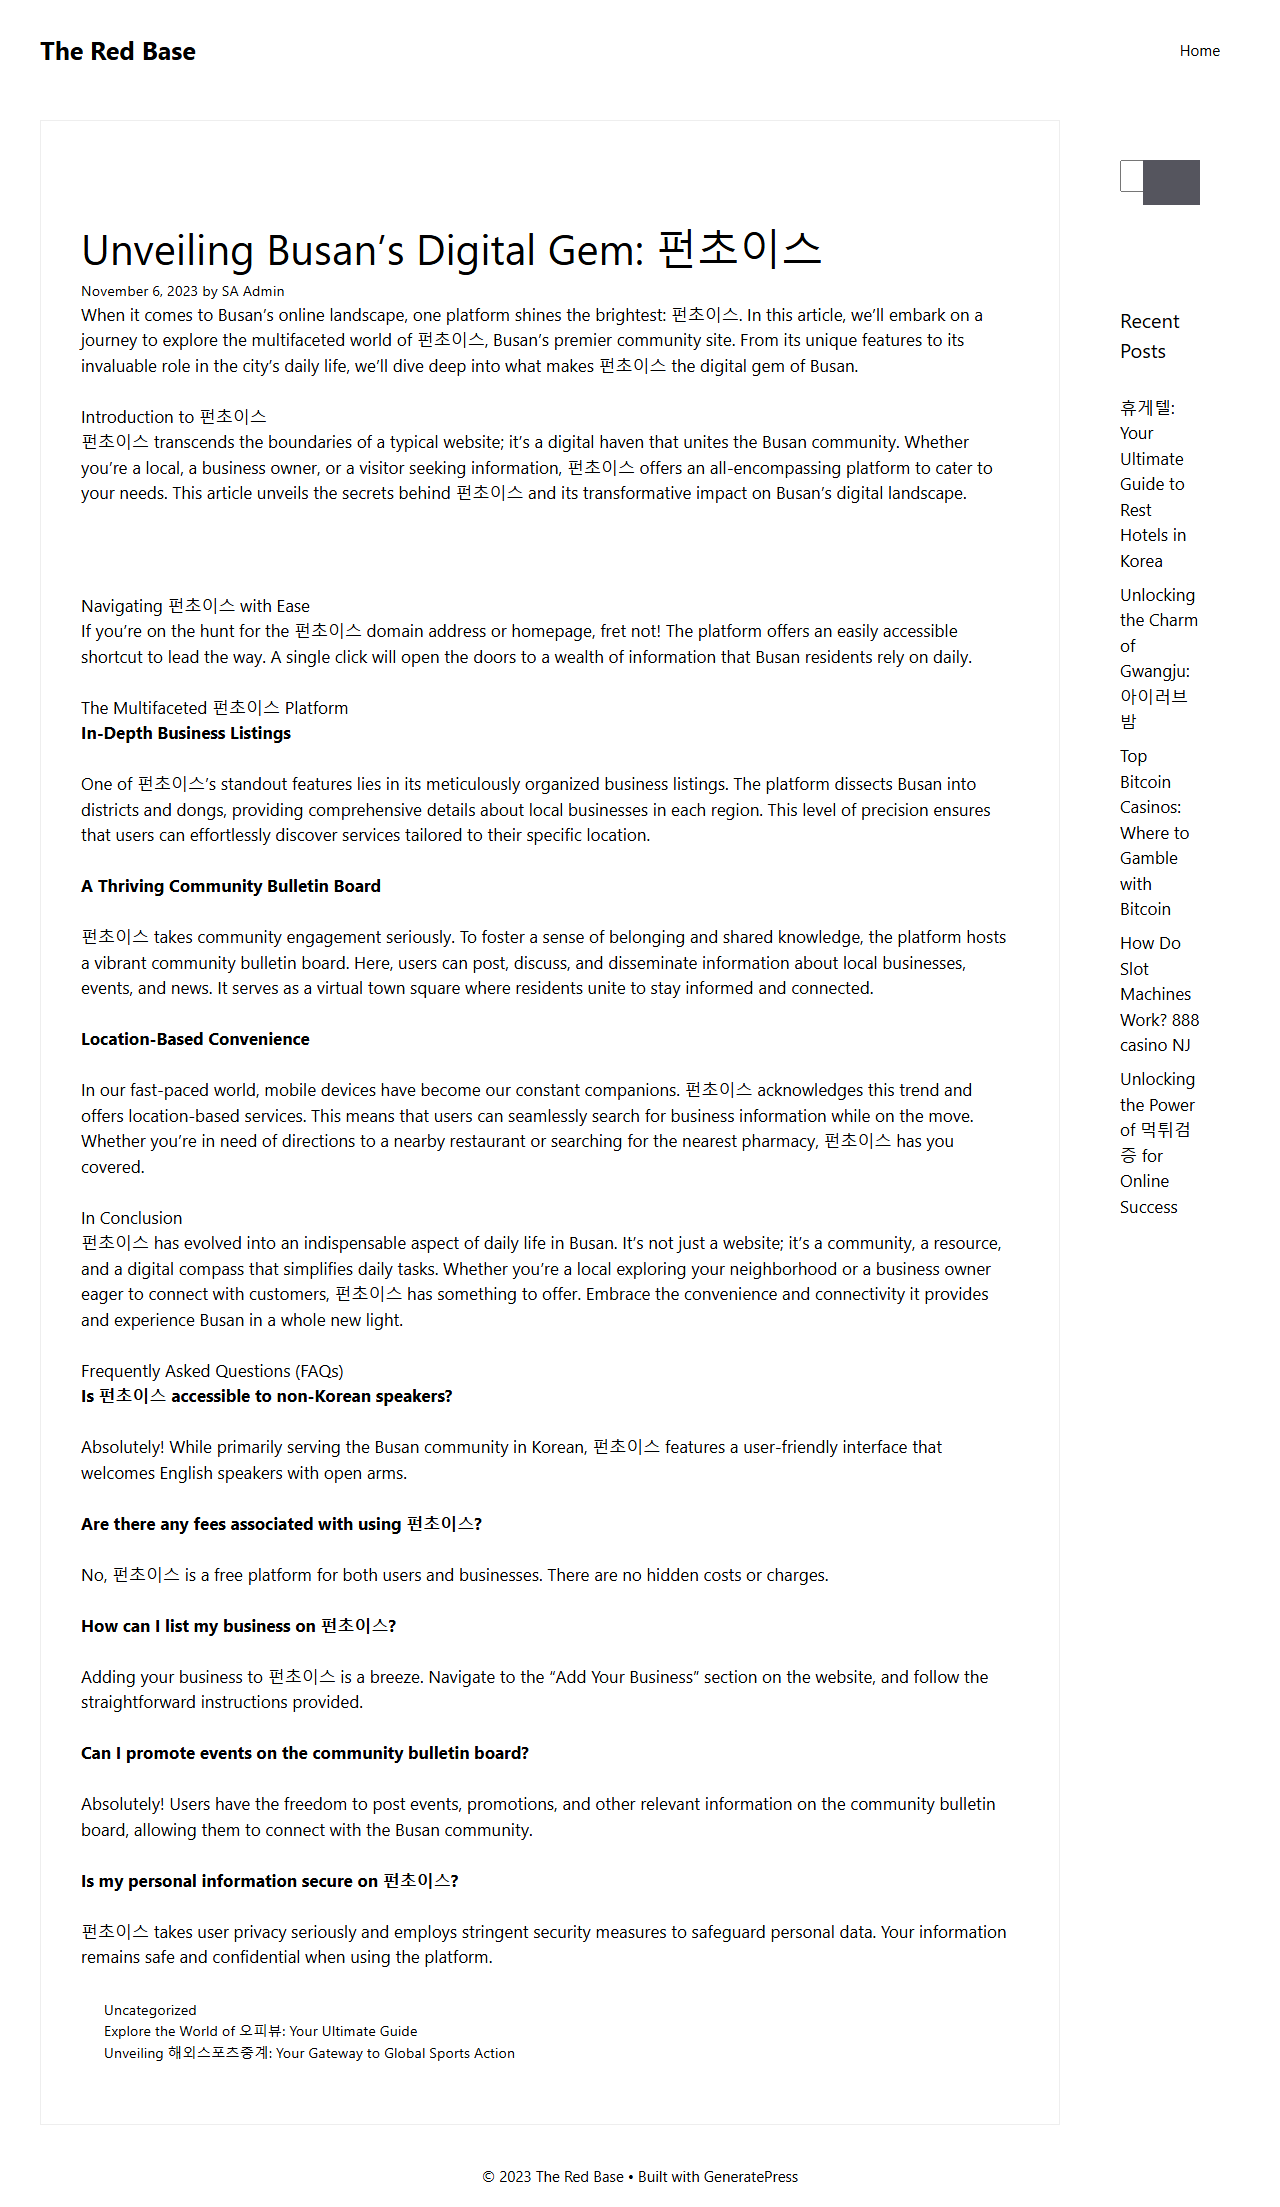 The Red Base
Home
Unveiling Busan’s Digital Gem: 펀초이스
November 6, 2023 by SA Admin
When it comes to Busan’s online landscape, one platform shines the brightest: 펀초이스. In this article, we’ll embark on a
journey to explore the multifaceted world of 펀초이스, Busan’s premier community site. From its unique features to its
invaluable role in the city’s daily life, we’ll dive deep into what makes 펀초이스 the digital gem of Busan.
Introduction to 펀초이스
펀초이스 transcends the boundaries of a typical website; it’s a digital haven that unites the Busan community. Whether
you’re a local, a business owner, or a visitor seeking information, 펀초이스 offers an all-encompassing platform to cater to
your needs. This article unveils the secrets behind 펀초이스 and its transformative impact on Busan’s digital landscape.
Navigating 펀초이스 with Ease
If you’re on the hunt for the 펀초이스 domain address or homepage, fret not! The platform offers an easily accessible
shortcut to lead the way. A single click will open the doors to a wealth of information that Busan residents rely on daily.
The Multifaceted 펀초이스 Platform
In-Depth Business Listings
One of 펀초이스’s standout features lies in its meticulously organized business listings. The platform dissects Busan into
districts and dongs, providing comprehensive details about local businesses in each region. This level of precision ensures
that users can effortlessly discover services tailored to their specific location.
A Thriving Community Bulletin Board
펀초이스 takes community engagement seriously. To foster a sense of belonging and shared knowledge, the platform hosts
a vibrant community bulletin board. Here, users can post, discuss, and disseminate information about local businesses,
events, and news. It serves as a virtual town square where residents unite to stay informed and connected.
Location-Based Convenience
In our fast-paced world, mobile devices have become our constant companions. 펀초이스 acknowledges this trend and
offers location-based services. This means that users can seamlessly search for business information while on the move.
Whether you’re in need of directions to a nearby restaurant or searching for the nearest pharmacy, 펀초이스 has you
covered.
In Conclusion
펀초이스 has evolved into an indispensable aspect of daily life in Busan. It’s not just a website; it’s a community, a resource,
and a digital compass that simplifies daily tasks. Whether you’re a local exploring your neighborhood or a business owner
eager to connect with customers, 펀초이스 has something to offer. Embrace the convenience and connectivity it provides
and experience Busan in a whole new light.
Frequently Asked Questions (FAQs)
Is 펀초이스 accessible to non-Korean speakers?
Absolutely! While primarily serving the Busan community in Korean, 펀초이스 features a user-friendly interface that
welcomes English speakers with open arms.
Are there any fees associated with using 펀초이스?
No, 펀초이스 is a free platform for both users and businesses. There are no hidden costs or charges.
How can I list my business on 펀초이스?
Adding your business to 펀초이스 is a breeze. Navigate to the “Add Your Business” section on the website, and follow the
straightforward instructions provided.
Can I promote events on the community bulletin board?
Absolutely! Users have the freedom to post events, promotions, and other relevant information on the community bulletin
board, allowing them to connect with the Busan community.
Is my personal information secure on 펀초이스?
펀초이스 takes user privacy seriously and employs stringent security measures to safeguard personal data. Your information
remains safe and confidential when using the platform.
Uncategorized
Explore the World of 오피뷰: Your Ultimate Guide
Unveiling 해외스포츠중계: Your Gateway to Global Sports Action
Recent
Posts
휴게텔:
Your
Ultimate
Guide to
Rest
Hotels in
Korea
Unlocking
the Charm
of
Gwangju:
아이러브
밤
Top
Bitcoin
Casinos:
Where to
Gamble
with
Bitcoin
How Do
Slot
Machines
Work? 888
casino NJ
Unlocking
the Power
of 먹튀검
증 for
Online
Success
© 2023 The Red Base • Built with GeneratePress